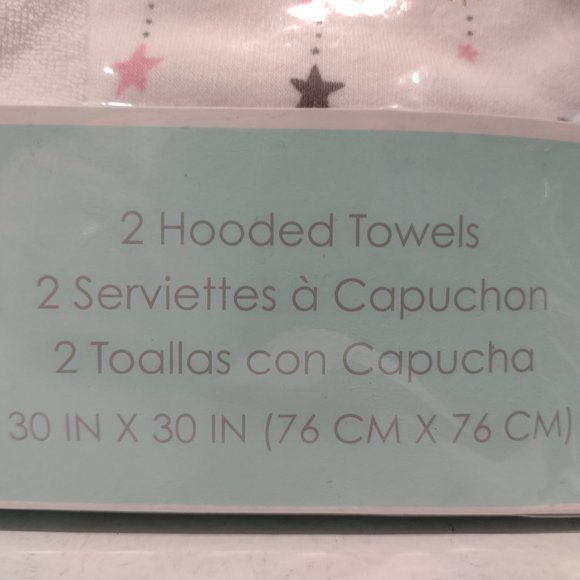 2 Hooded Towels
2 Serviettes à Capuchon
2 Toallas con Capucha
30 IN X 30 IN (76 CM X 76 CM)